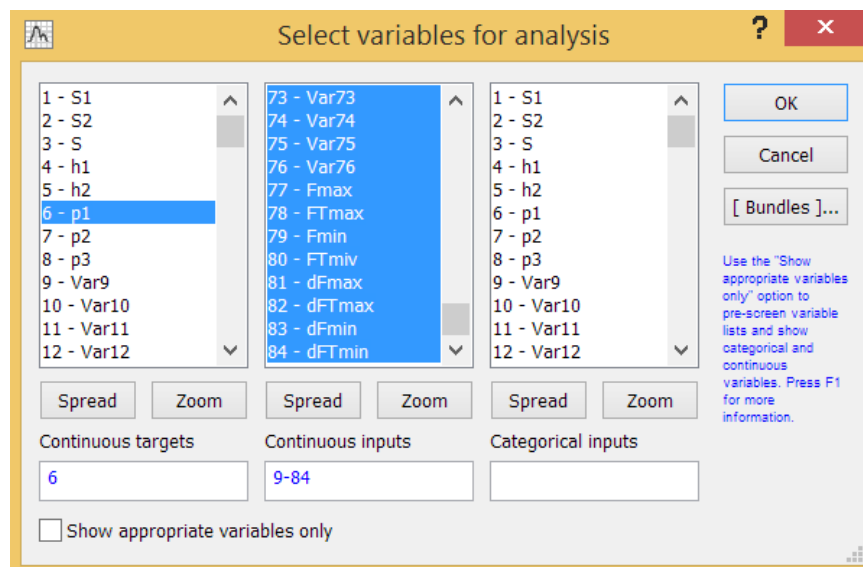 Select variables for analysis
?
x
1 - S1
2 - S2
3 - S
4 - h1
5 - h2
6 - p1
7 - p2
8 - p3
9 - Var9
10 - Var10
11 - Var11
12 - Var12
73 - Var73
74 - Var74
75 - Var75
76 - Var76
77 - Fmax
78 - FTmax
79 - Fmin
80 - FTmiv
81 - dFmax
82 - dFTmax
83 - dFmin
84 - dFTmin
1 - S1
2 - S2
3 - S
4 - h1
5 - h2
6 - p1
7 - p2
8 - p3
9 - Var9
10 - Var10
11 - Var11
12 - Var12
OK
Cancel
[ Bundles ]...
Use the "Show
appropriate variables
only" option to
pre-screen variable
lists and show
categorical and
continuous
variables. Press F1
for more
information.
Spread
Zoom
Spread
Zoom
Spread
Zoom
Continuous targets
Continuous inputs
Categorical inputs
6
9-84
Show appropriate variables only